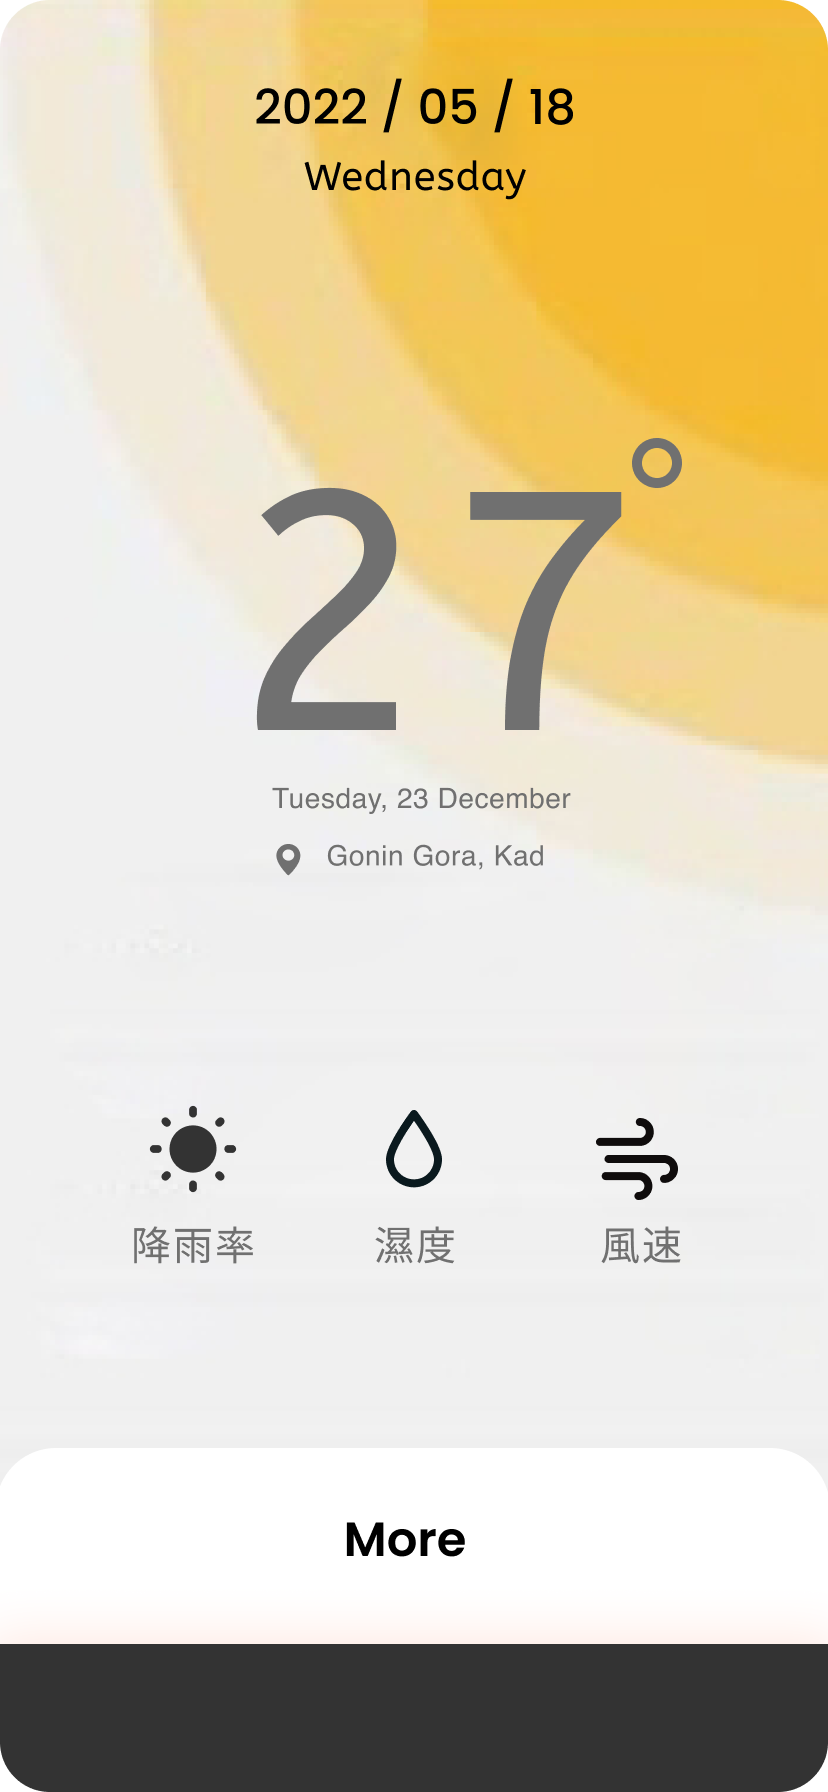 2022 / 05 / 18
Wednesday
27°
Tuesday, 23 December
Gonin Gora, Kad
降雨率 濕度 風速
More